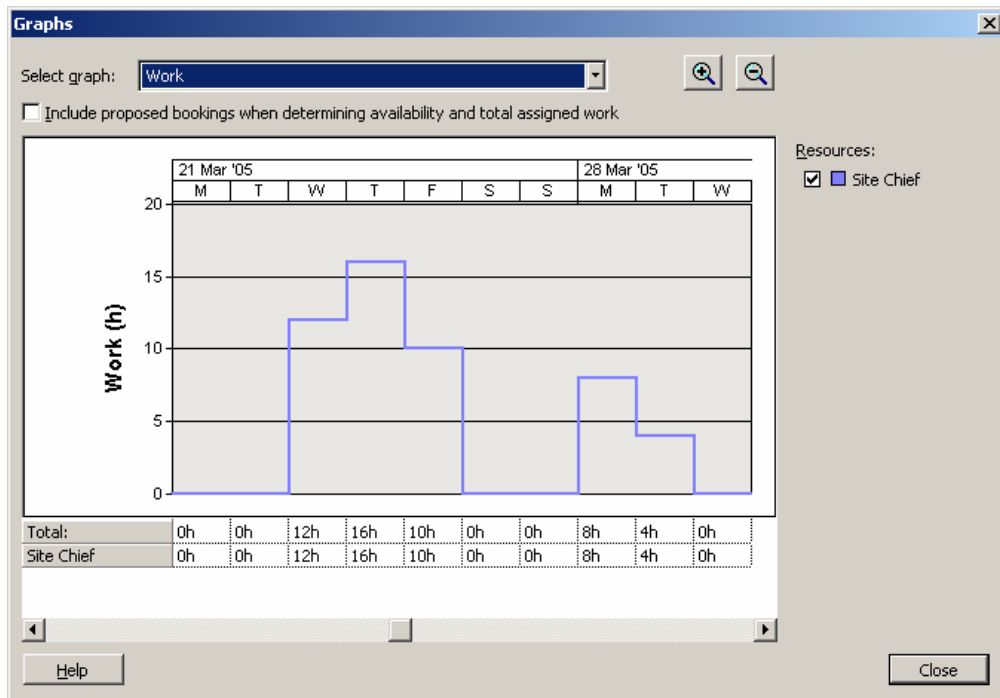 Graphs
Select graph: Work
Include proposed bookings when determining availability and total assigned work
Resources:
Site Chief
21 Mar '05 28 Mar '05
M T W T F S S M T W
20
15
10
5
0
Work (h)
Total: 0h 0h 12h 16h 10h 0h 0h 8h 4h 0h
Site Chief 0h 0h 12h 16h 10h 0h 0h 8h 4h 0h
Help Close